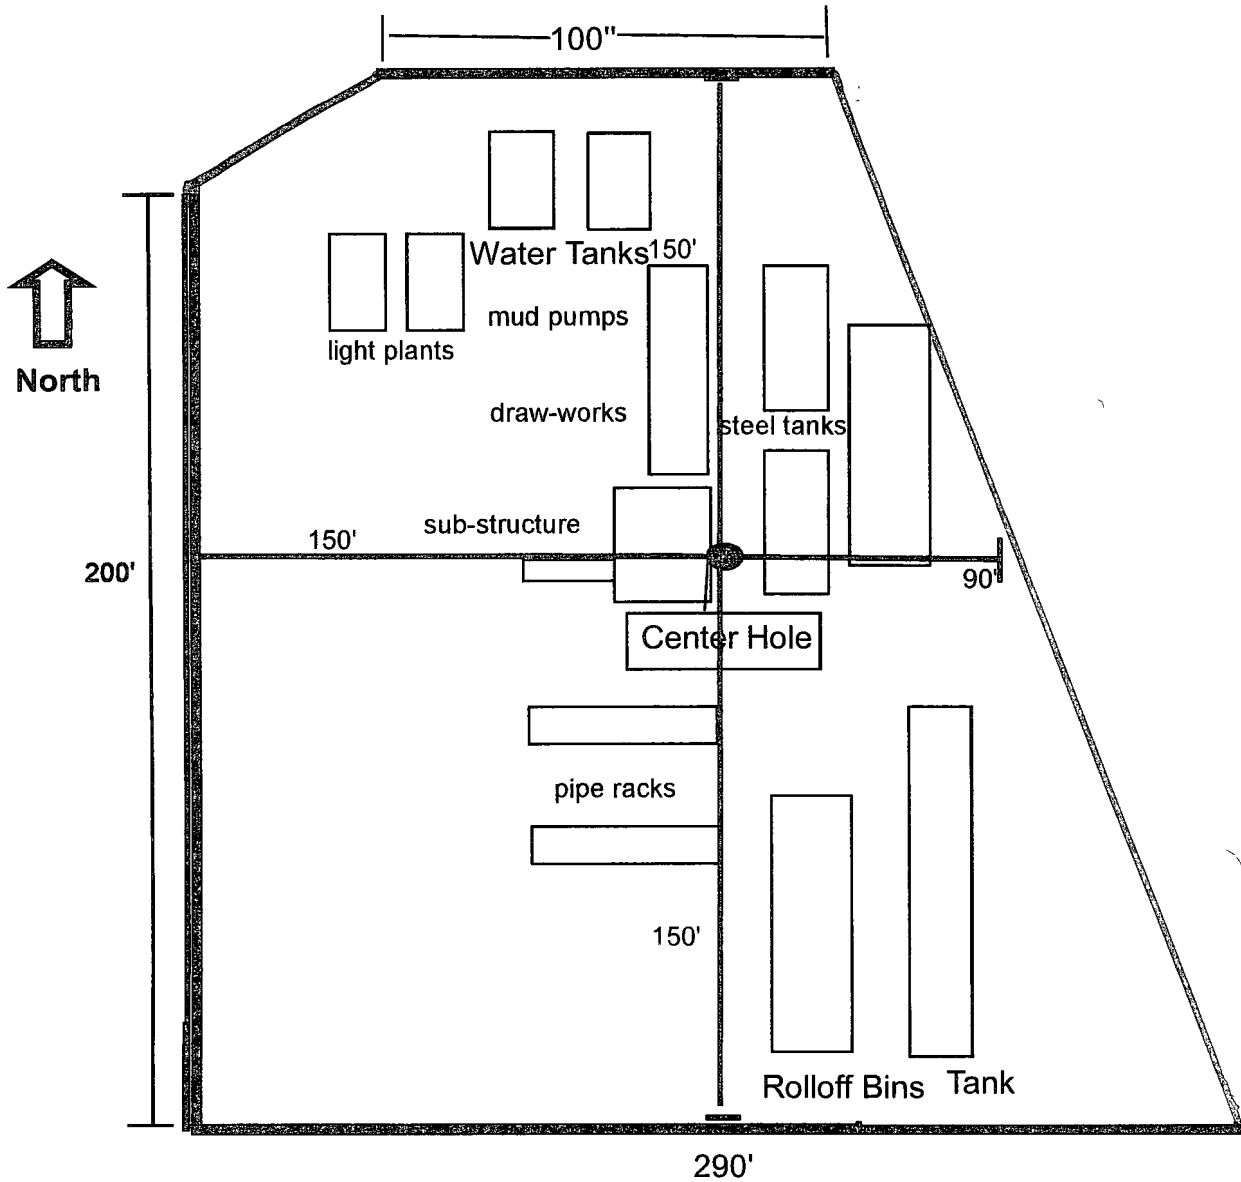 100"
Water Tanks
150'
mud pumps
light plants
North
draw-works
steel tanks
sub-structure
150'
200'
90'
Center Hole
pipe racks
150'
Rolloff Bins
Tank
290'